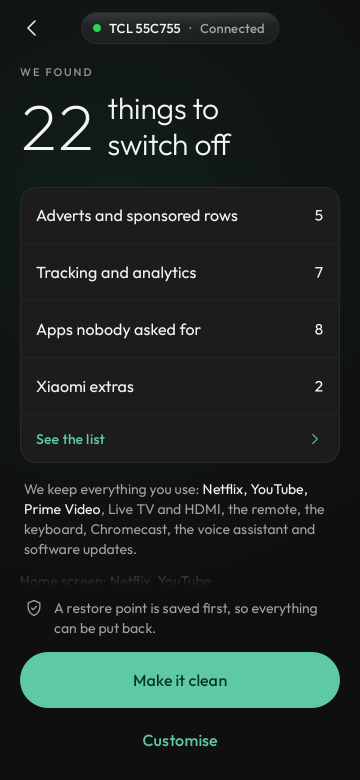 TCL 55C755 · Connected
WE FOUND
22 things to
switch off
Adverts and sponsored rows 5
Tracking and analytics 7
Apps nobody asked for 8
Xiaomi extras 2
See the list
We keep everything you use: Netflix, YouTube,
Prime Video, Live TV and HDMI, the remote, the
keyboard, Chromecast, the voice assistant and
software updates.
Home screen: Netflix, YouTube
A restore point is saved first, so everything
can be put back.
Make it clean
Customise